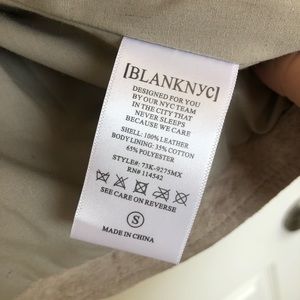 [BLANKNYC]
DESIGNED FOR YOU
BY OUR NYC TEAM
IN THE CITY THAT
NEVER SLEEPS
BECAUSE WE CARE
SHELL: 100% LEATHER
BODY LINING: 35% COTTON
65% POLYESTER
STYLE#: 73K-9275MX
RN# 114542
SEE CARE ON REVERSE
S
MADE IN CHINA